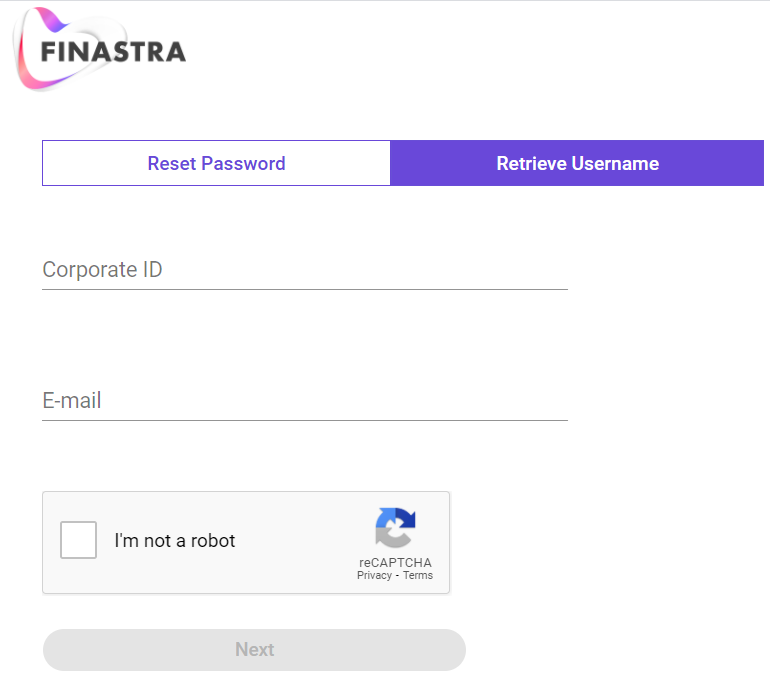 FINASTRA
Reset Password
Retrieve Username
Corporate ID
E-mail
I'm not a robot
reCAPTCHA
Privacy - Terms
Next